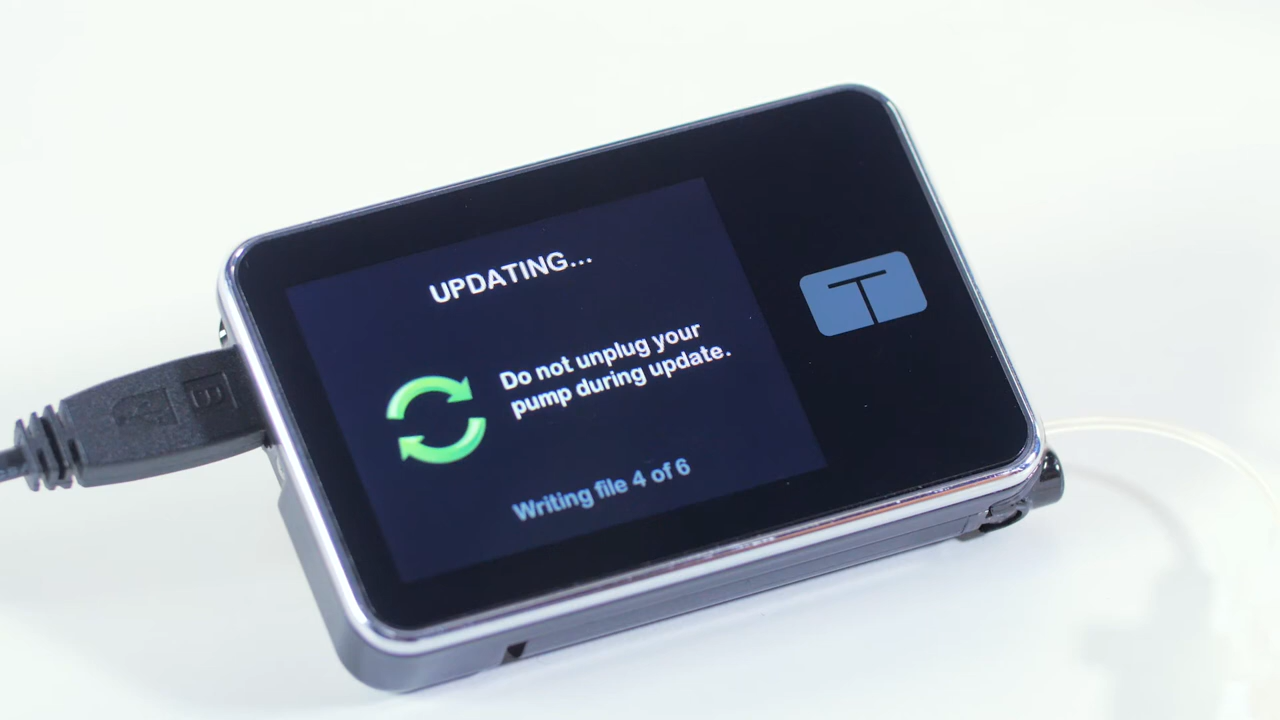 UPDATING...
Do not unplug your
pump during update.
Writing file 4 of 6
T